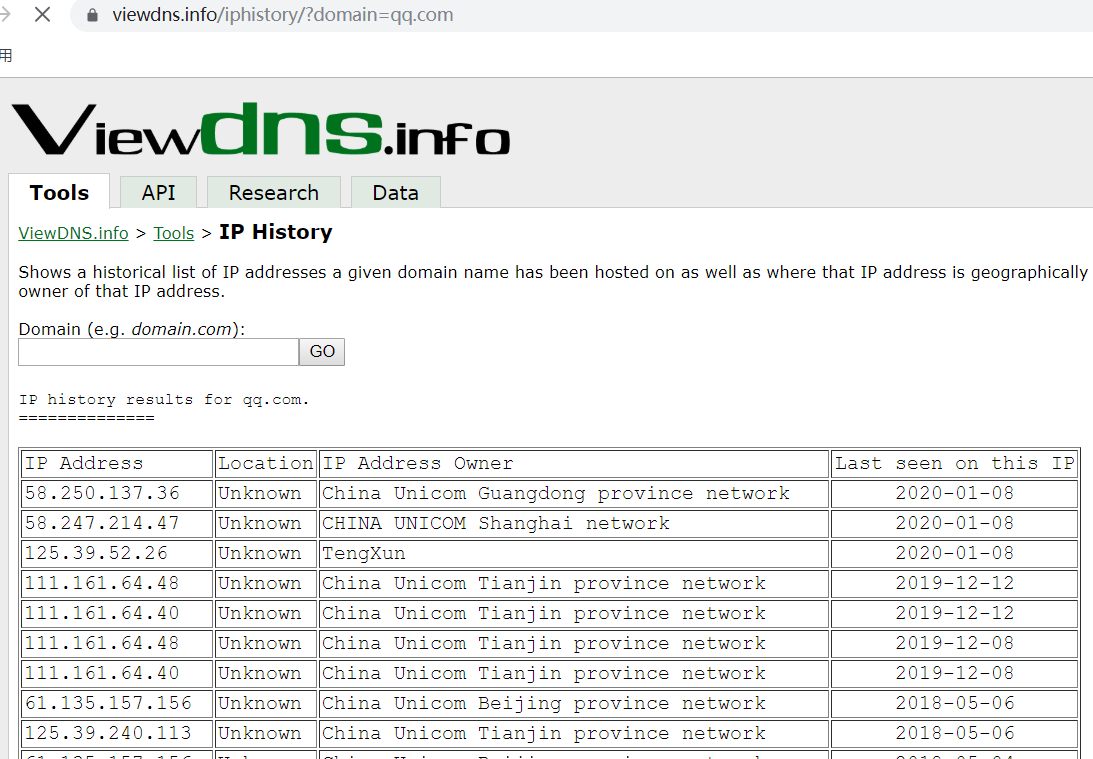 viewdns.info/iphistory/?domain=qq.com
用
Viewdns.info
Tools API Research Data
ViewDNS.info > Tools > IP History
Shows a historical list of IP addresses a given domain name has been hosted on as well as where that IP address is geographically
owner of that IP address.
Domain (e.g. domain.com):
GO
IP history results for qq.com.
==============
IP Address Location IP Address Owner Last seen on this IP
58.250.137.36 Unknown China Unicom Guangdong province network 2020-01-08
58.247.214.47 Unknown CHINA UNICOM Shanghai network 2020-01-08
125.39.52.26 Unknown TengXun 2020-01-08
111.161.64.48 Unknown China Unicom Tianjin province network 2019-12-12
111.161.64.40 Unknown China Unicom Tianjin province network 2019-12-12
111.161.64.48 Unknown China Unicom Tianjin province network 2019-12-08
111.161.64.40 Unknown China Unicom Tianjin province network 2019-12-08
61.135.157.156 Unknown China Unicom Beijing province network 2018-05-06
125.39.240.113 Unknown China Unicom Tianjin province network 2018-05-06